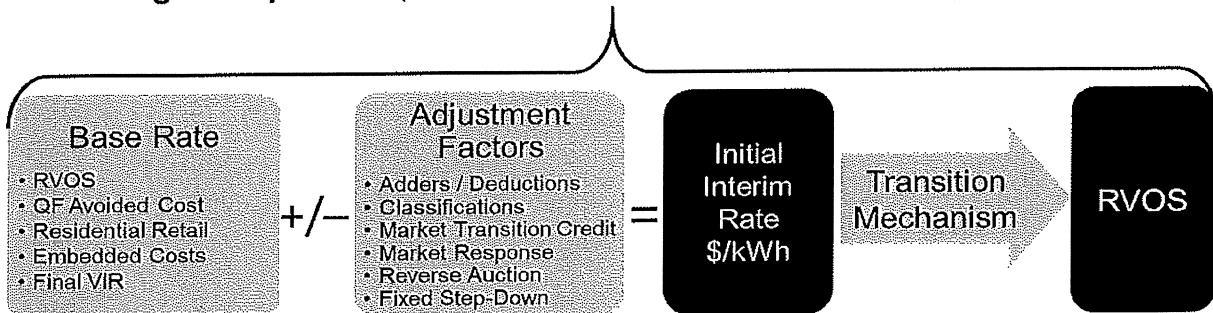 Base Rate
• RVOS
• QF Avoided Cost
• Residential Retail
• Embedded Costs
• Final VIR
+/−
Adjustment
Factors
• Adders / Deductions
• Classifications
• Market Transition Credit
• Market Response
• Reverse Auction
• Fixed Step-Down
=
Initial
Interim
Rate
$/kWh
Transition
Mechanism
RVOS